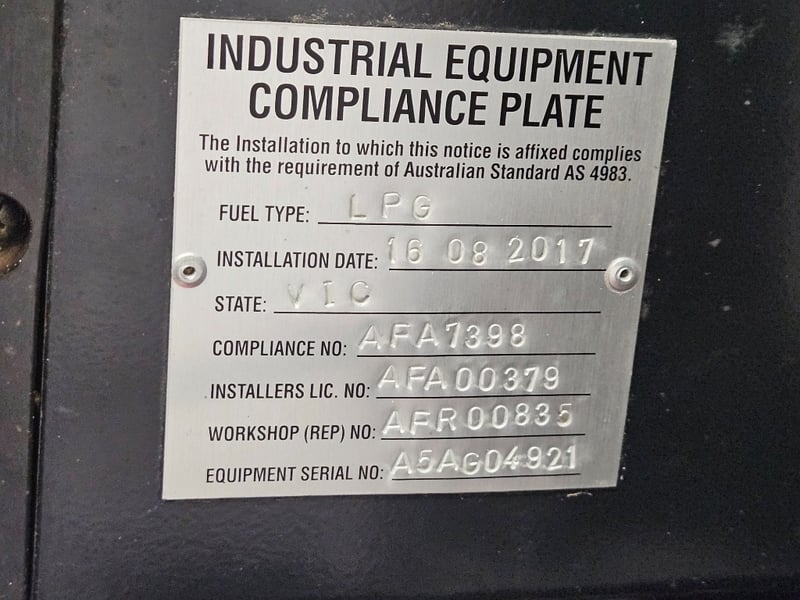 INDUSTRIAL EQUIPMENT
COMPLIANCE PLATE
The Installation to which this notice is affixed complies
with the requirement of Australian Standard AS 4983.
FUEL TYPE: LPG
INSTALLATION DATE: 16 08 2017
STATE: VIC
COMPLIANCE NO: AFA7398
INSTALLERS LIC. NO: AFA00379
WORKSHOP (REP) NO: AFR00835
EQUIPMENT SERIAL NO: A5AG04921